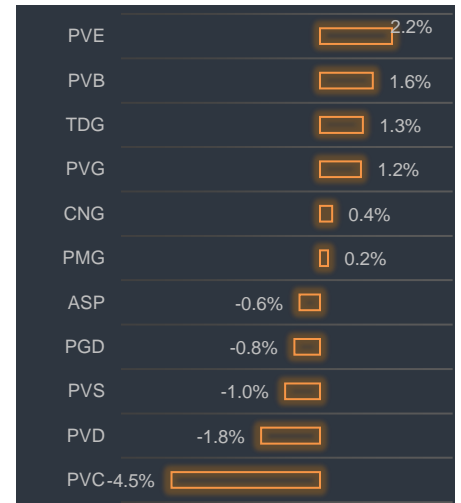 PVE 2.2%
PVB 1.6%
TDG 1.3%
PVG 1.2%
CNG 0.4%
PMG 0.2%
ASP -0.6%
PGD -0.8%
PVS -1.0%
PVD -1.8%
PVC -4.5%